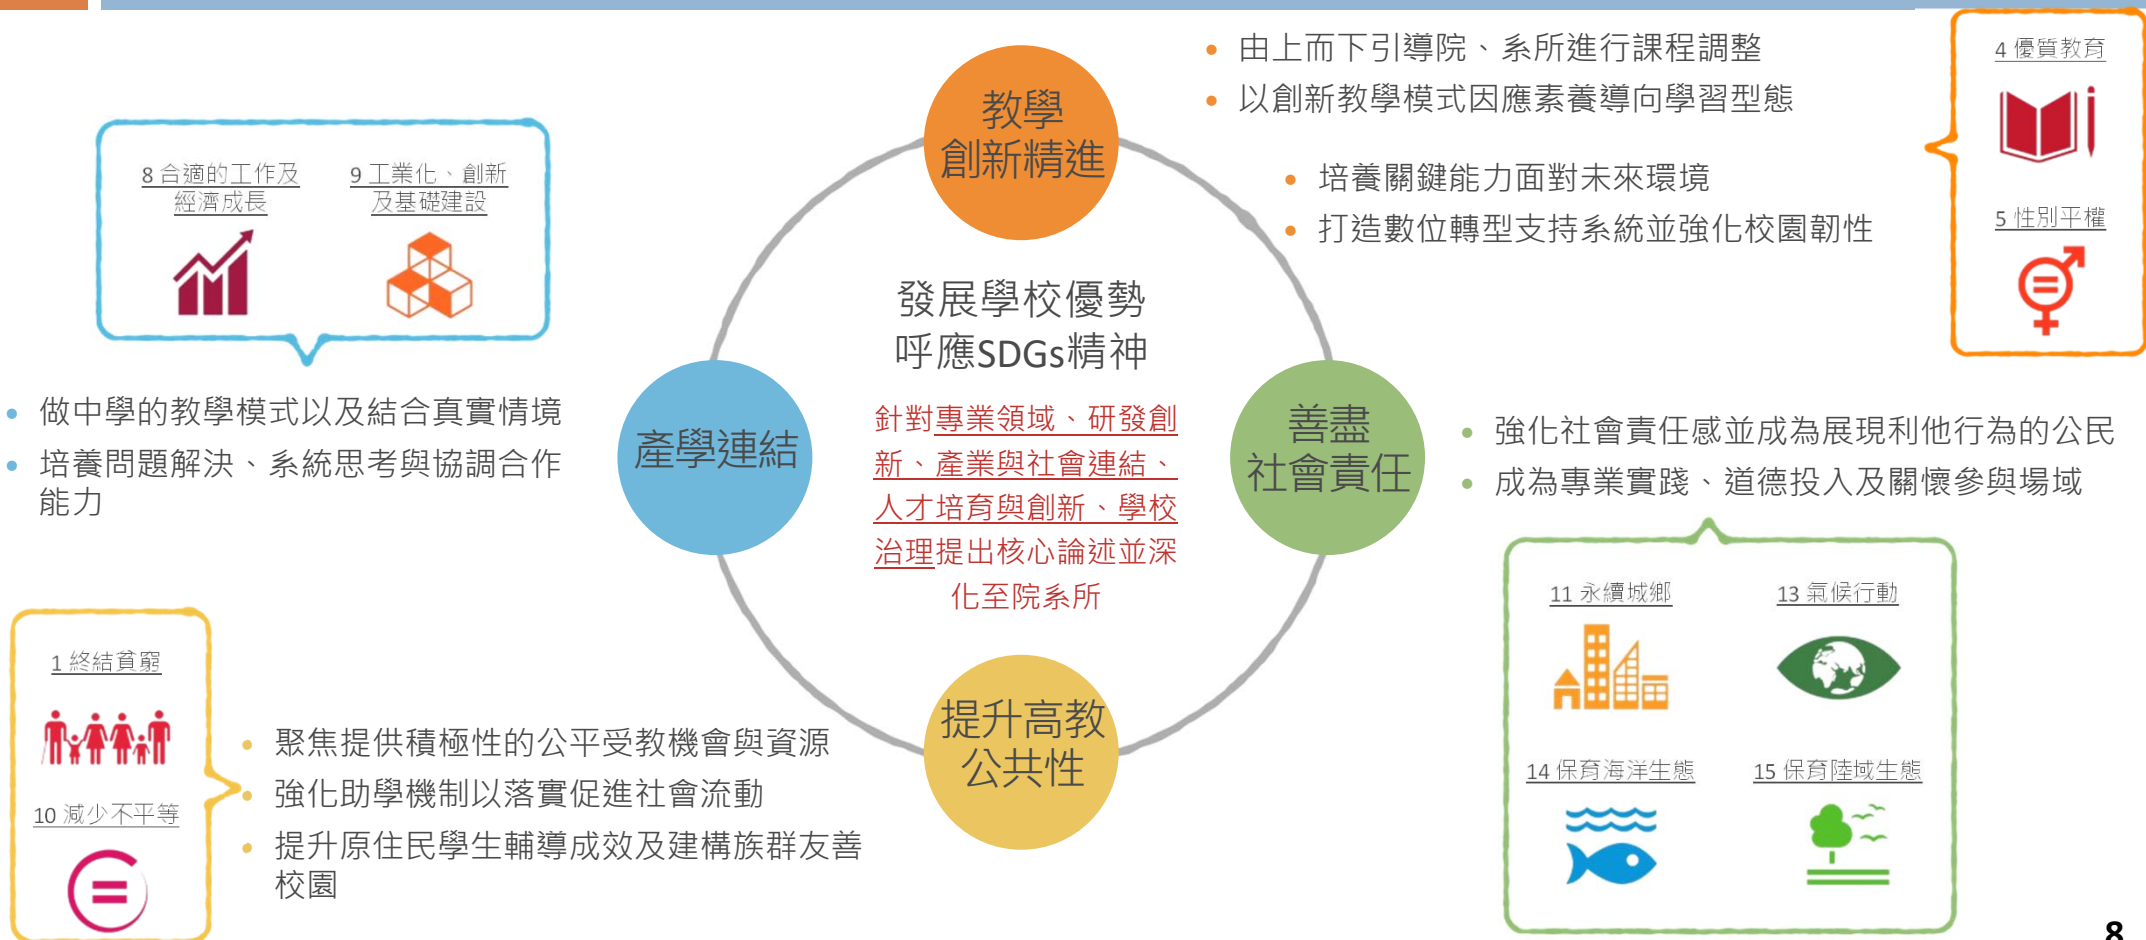 教學
創新精進
• 由上而下引導院、系所進行課程調整
• 以創新教學模式因應素養導向學習型態
• 培養關鍵能力面對未來環境
• 打造數位轉型支持系統並強化校園韌性
4 優質教育
5 性別平權
8 合適的工作及
經濟成長
9 工業化、創新
及基礎建設
發展學校優勢
呼應SDGs精神
針對專業領域、研發創
新、產業與社會連結、
人才培育與創新、學校
治理提出核心論述並深
化至院系所
產學連結
• 做中學的教學模式以及結合真實情境
• 培養問題解決、系統思考與協調合作
能力
善盡
社會責任
• 強化社會責任感並成為展現利他行為的公民
• 成為專業實踐、道德投入及關懷參與場域
11 永續城鄉
13 氣候行動
14 保育海洋生態
15 保育陸域生態
提升高教
公共性
1 終結貧窮
10 減少不平等
• 聚焦提供積極性的公平受教機會與資源
• 強化助學機制以落實促進社會流動
• 提升原住民學生輔導成效及建構族群友善
校園
8